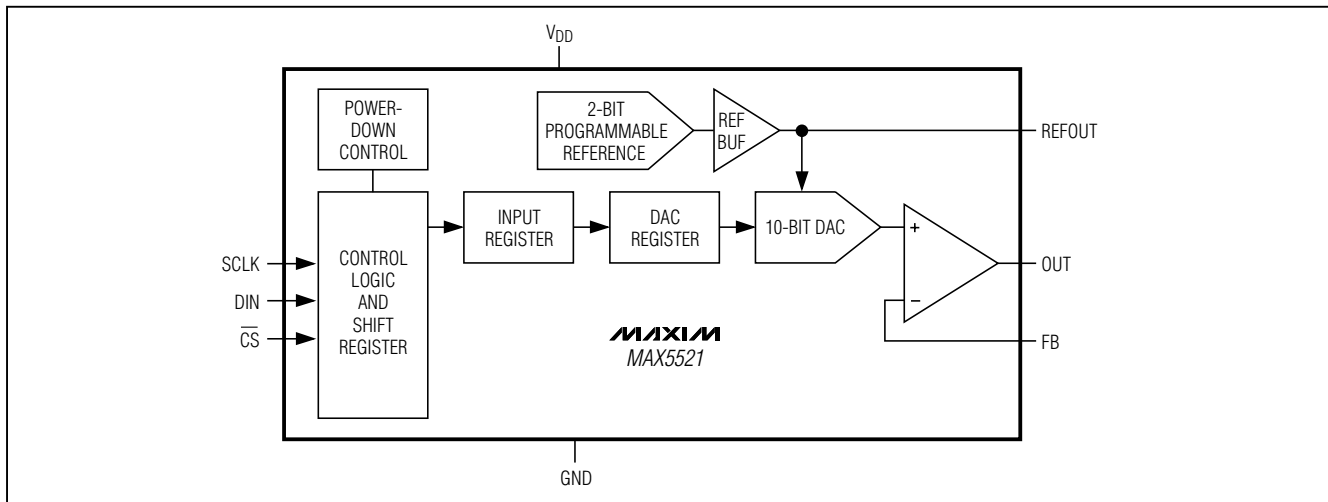 VDD
POWER-
DOWN
CONTROL
2-BIT
PROGRAMMABLE
REFERENCE
REF
BUF
REFOUT
SCLK
DIN
CS
CONTROL
LOGIC
AND
SHIFT
REGISTER
INPUT
REGISTER
DAC
REGISTER
10-BIT DAC
+
−
OUT
FB
MAXIM
MAX5521
GND